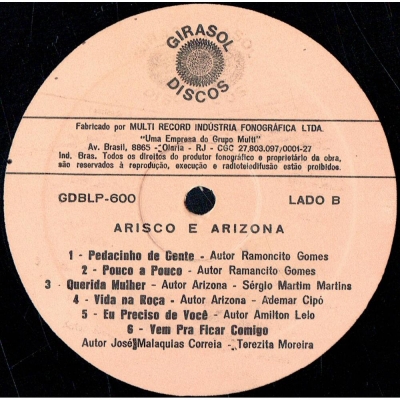 GIRASOL
DISCOS
Fabricado por MULTI RECORD INDÚSTRIA FONOGRÁFICA LTDA.
"Uma Empresa do Grupo Multi"
Av. Brasil, 8865 - Olaria - RJ - CGC 27.803.097/0001-27
Ind. Bras. Todos os direitos do produtor fonográfico e proprietário da obra,
são reservados à reprodução, execução e radioteledifusão estão proibidos.
GDBLP-600 LADO B
ARISCO E ARIZONA
1 - Pedacinho de Gente - Autor Ramoncito Gomes
2 - Pouco a Pouco - Autor Ramancito Gomes
3 - Querida Mulher - Autor Arizona - Sérgio Martim Martins
4 - Vida na Roça - Autor Arizona - Ademar Cipó
5 - Eu Preciso de Você - Autor Amilton Lelo
6 - Vem Pra Ficar Comigo
Autor José Malaquias Correia - Terezita Moreira